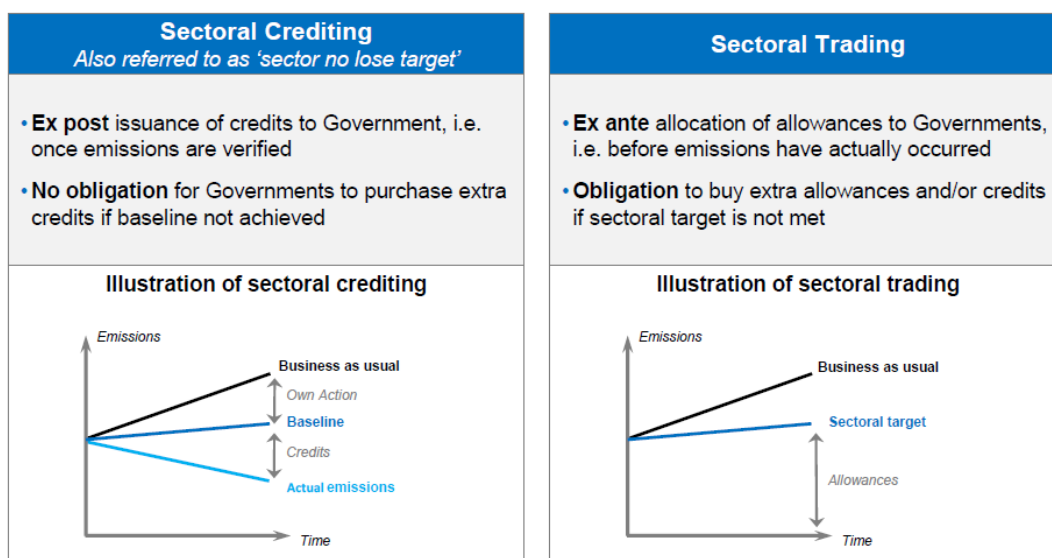 Sectoral Crediting
Also referred to as ‘sector no lose target’
• Ex post issuance of credits to Government, i.e.
once emissions are verified
• No obligation for Governments to purchase extra
credits if baseline not achieved
Illustration of sectoral crediting
Emissions
Business as usual
Own Action
Baseline
Credits
Actual emissions
Time
Sectoral Trading
• Ex ante allocation of allowances to Governments,
i.e. before emissions have actually occurred
• Obligation to buy extra allowances and/or credits
if sectoral target is not met
Illustration of sectoral trading
Emissions
Business as usual
Sectoral target
Allowances
Time